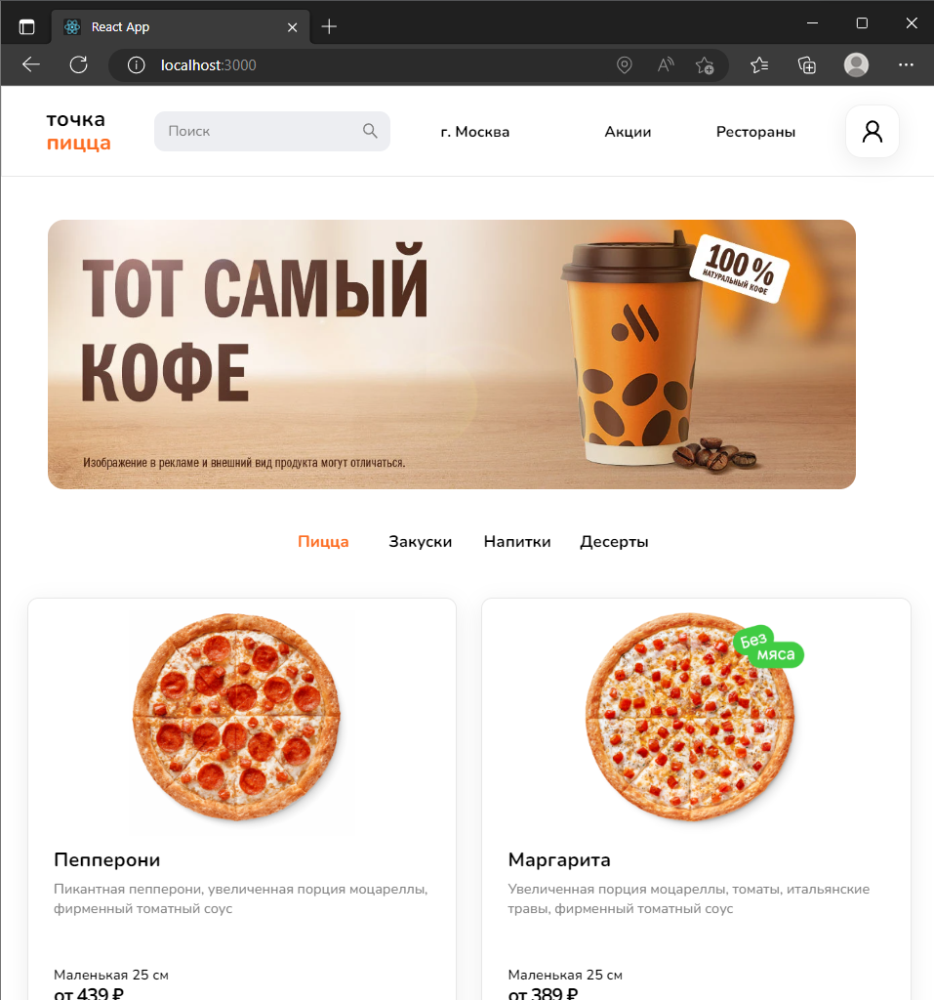 React App
localhost:3000
точка
пицца
Поиск
г. Москва
Акции
Рестораны
ТОТ САМЫЙ
КОФЕ
100%
НАТУРАЛЬНЫЙ КОФЕ
Изображение в рекламе и внешний вид продукта могут отличаться.
Пицца Закуски Напитки Десерты
Без
мяса
Пепперони
Пикантная пепперони, увеличенная порция моцареллы,
фирменный томатный соус
Маленькая 25 см
от 439 ₽
Маргарита
Увеличенная порция моцареллы, томаты, итальянские
травы, фирменный томатный соус
Маленькая 25 см
от 389 ₽